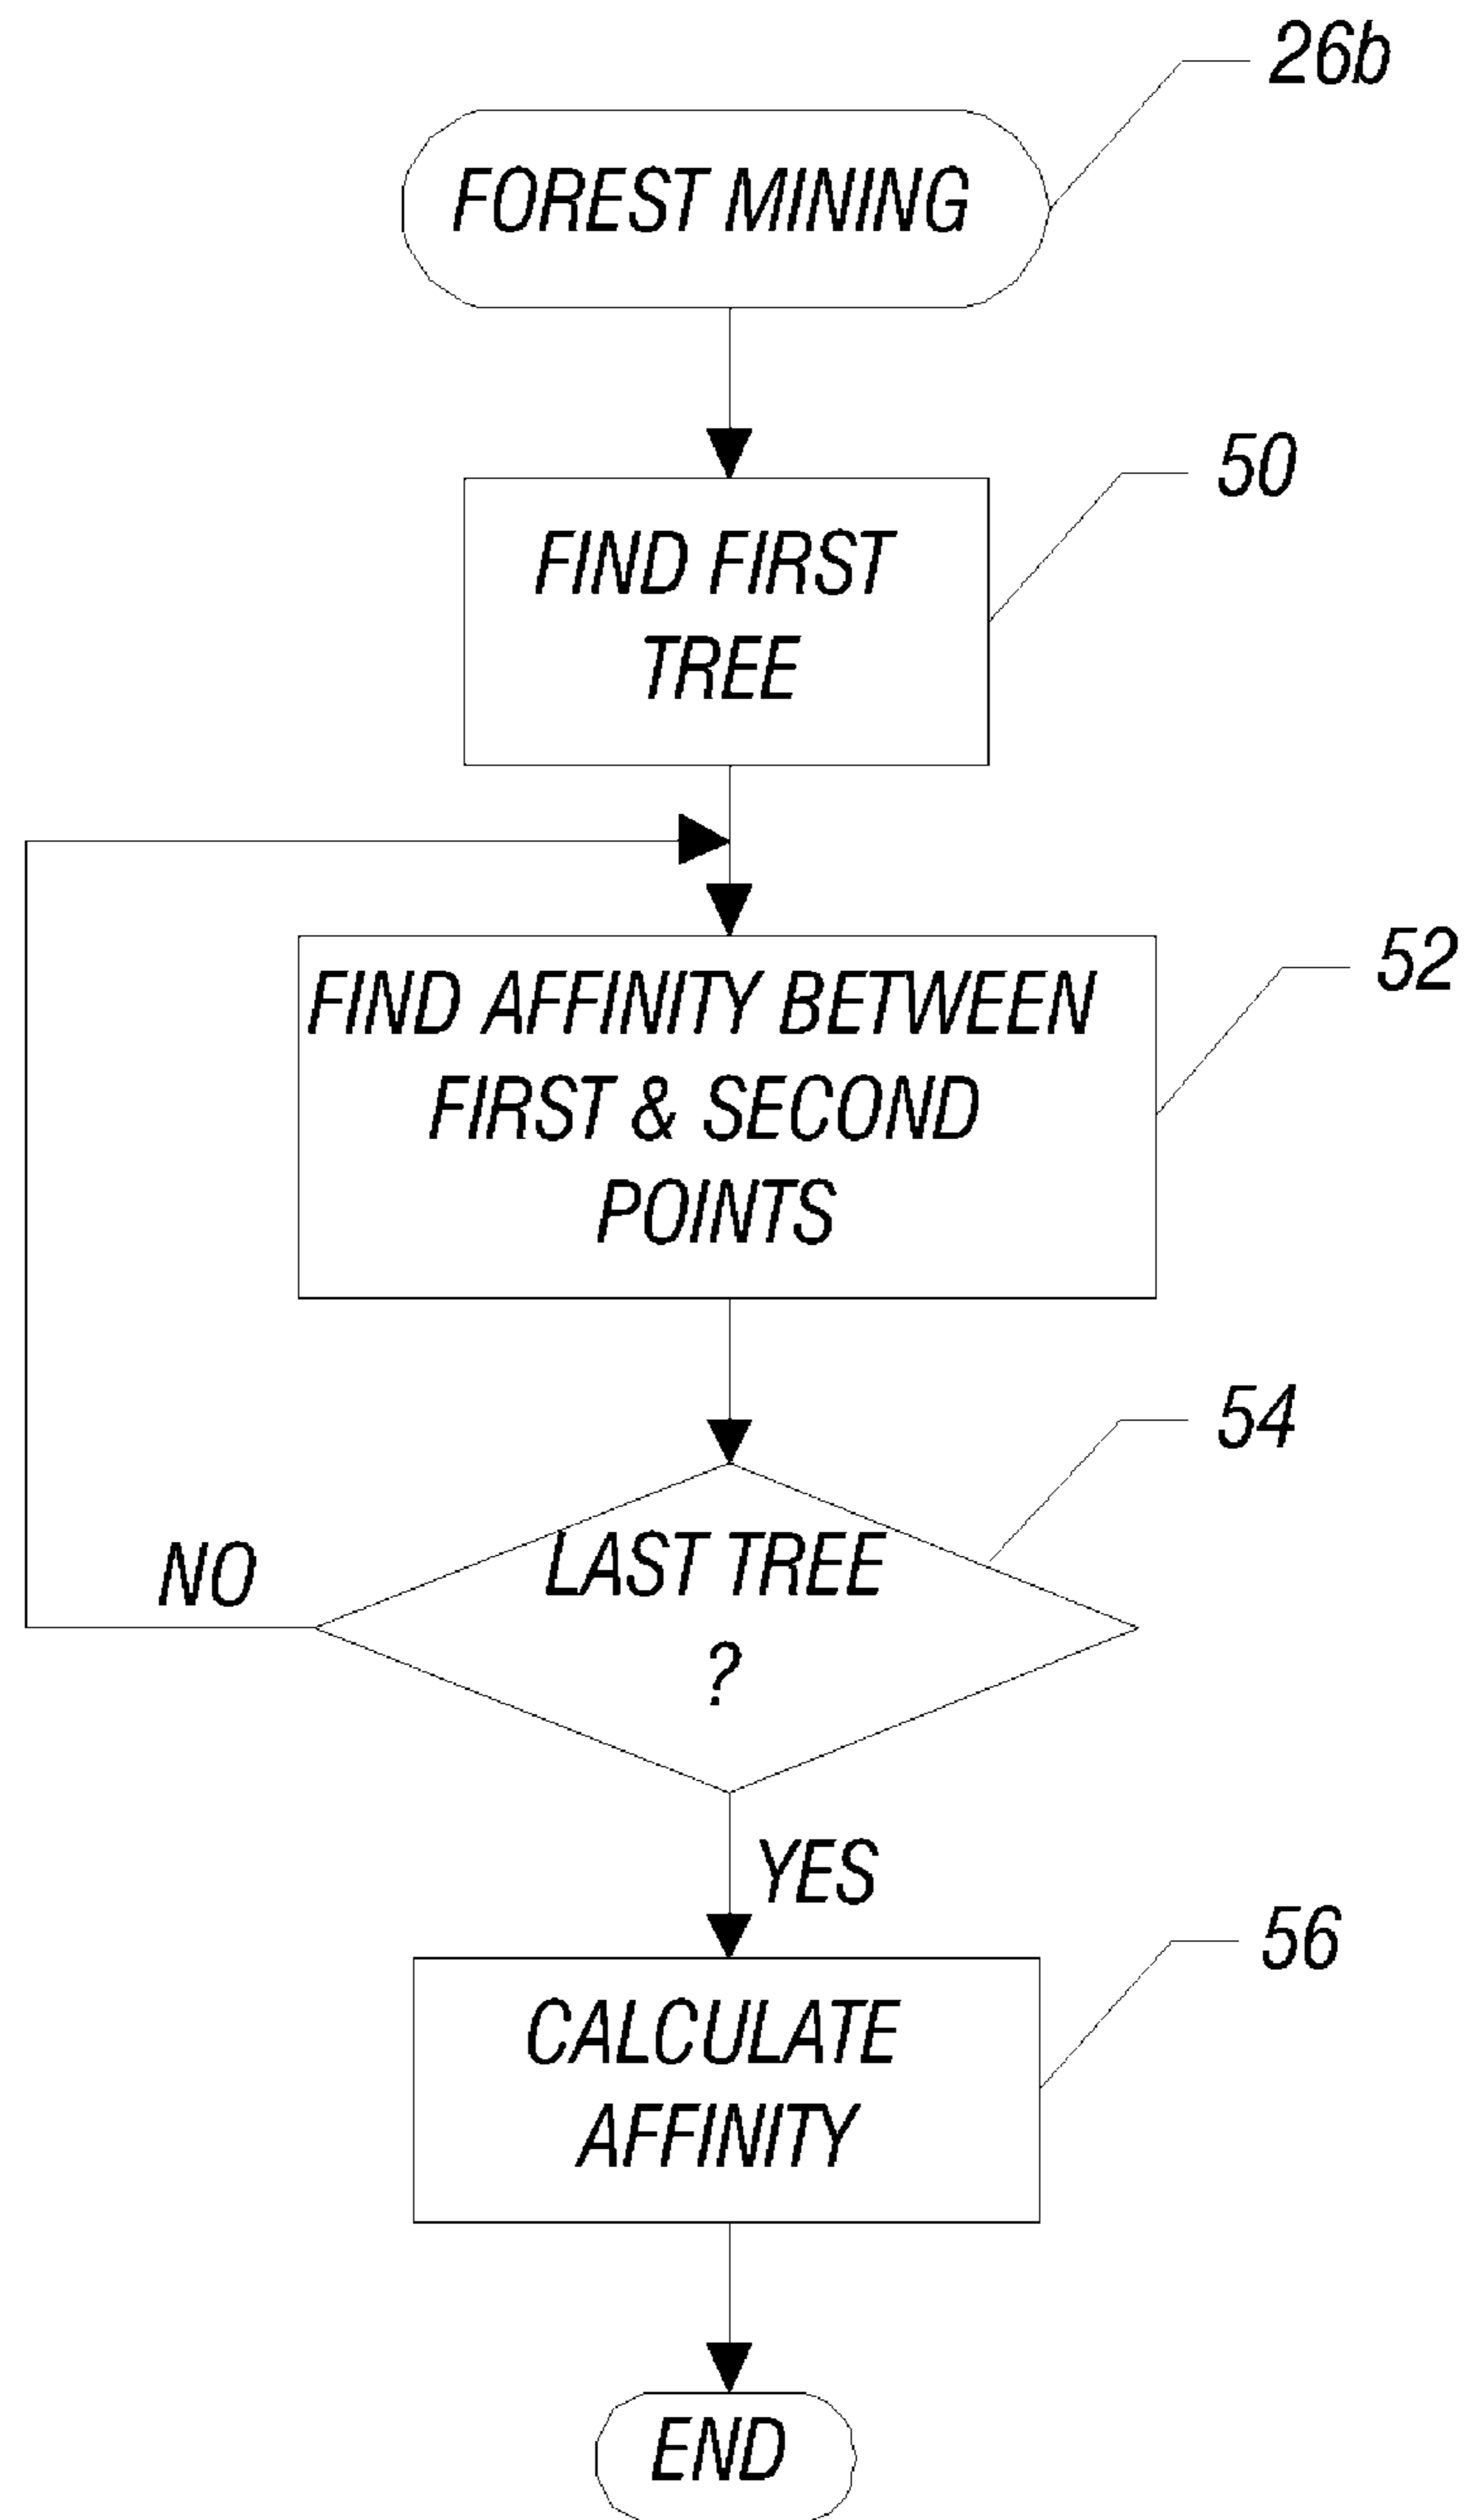 26b
FOREST MINING
50
FIND FIRST
TREE
52
FIND AFFINITY BETWEEN
FIRST & SECOND
POINTS
54
NO
LAST TREE
?
YES
56
CALCULATE
AFFINITY
END